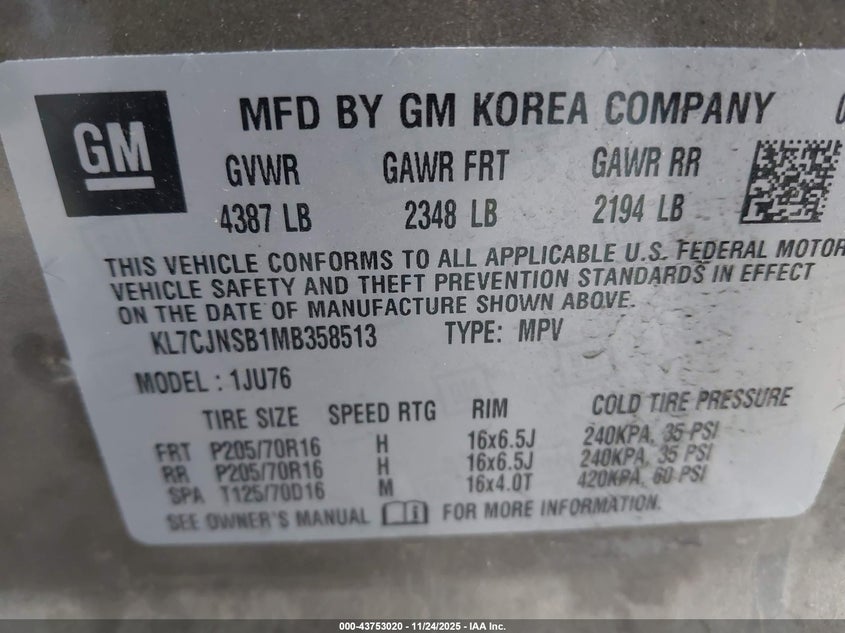 GM
MFD BY GM KOREA COMPANY
GVWR GAWR FRT GAWR RR
4387 LB 2348 LB 2194 LB
THIS VEHICLE CONFORMS TO ALL APPLICABLE U.S. FEDERAL MOTOR
VEHICLE SAFETY AND THEFT PREVENTION STANDARDS IN EFFECT
ON THE DATE OF MANUFACTURE SHOWN ABOVE.
KL7CJNSB1MB358513 TYPE: MPV
MODEL : 1JU76
TIRE SIZE SPEED RTG RIM COLD TIRE PRESSURE
FRT P205/70R16 H 16x6.5J 240KPA, 35 PSI
RR P205/70R16 H 16x6.5J 240KPA, 35 PSI
SPA T125/70D16 M 16x4.0T 420KPA, 60 PSI
SEE OWNER'S MANUAL FOR MORE INFORMATION.
000-43753020 - 11/24/2025 - IAA Inc.